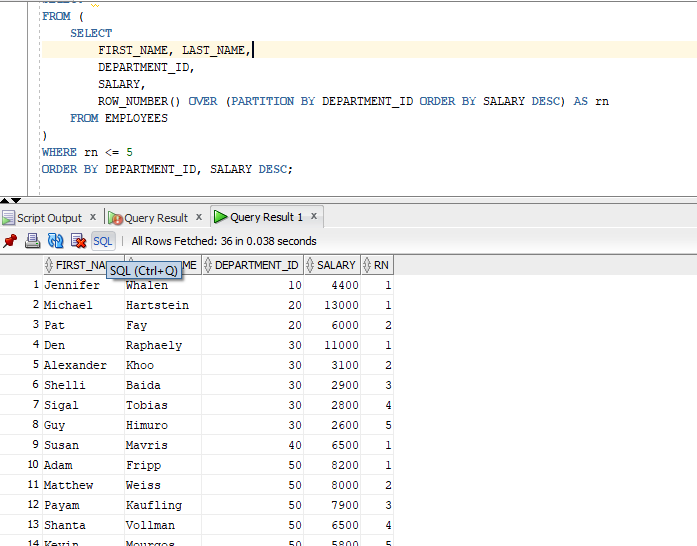 FROM (
SELECT
FIRST_NAME, LAST_NAME,
DEPARTMENT_ID,
SALARY,
ROW_NUMBER() OVER (PARTITION BY DEPARTMENT_ID ORDER BY SALARY DESC) AS rn
FROM EMPLOYEES
)
WHERE rn <= 5
ORDER BY DEPARTMENT_ID, SALARY DESC;
Script Output x Query Result x Query Result 1 x
SQL | All Rows Fetched: 36 in 0.038 seconds
FIRST_NA ME DEPARTMENT_ID SALARY RN
SQL (Ctrl+Q)
1 Jennifer Whalen 10 4400 1
2 Michael Hartstein 20 13000 1
3 Pat Fay 20 6000 2
4 Den Raphaely 30 11000 1
5 Alexander Khoo 30 3100 2
6 Shelli Baida 30 2900 3
7 Sigal Tobias 30 2800 4
8 Guy Himuro 30 2600 5
9 Susan Mavris 40 6500 1
10 Adam Fripp 50 8200 1
11 Matthew Weiss 50 8000 2
12 Payam Kaufling 50 7900 3
13 Shanta Vollman 50 6500 4
14 Kevin Mourgos 50 5800 5